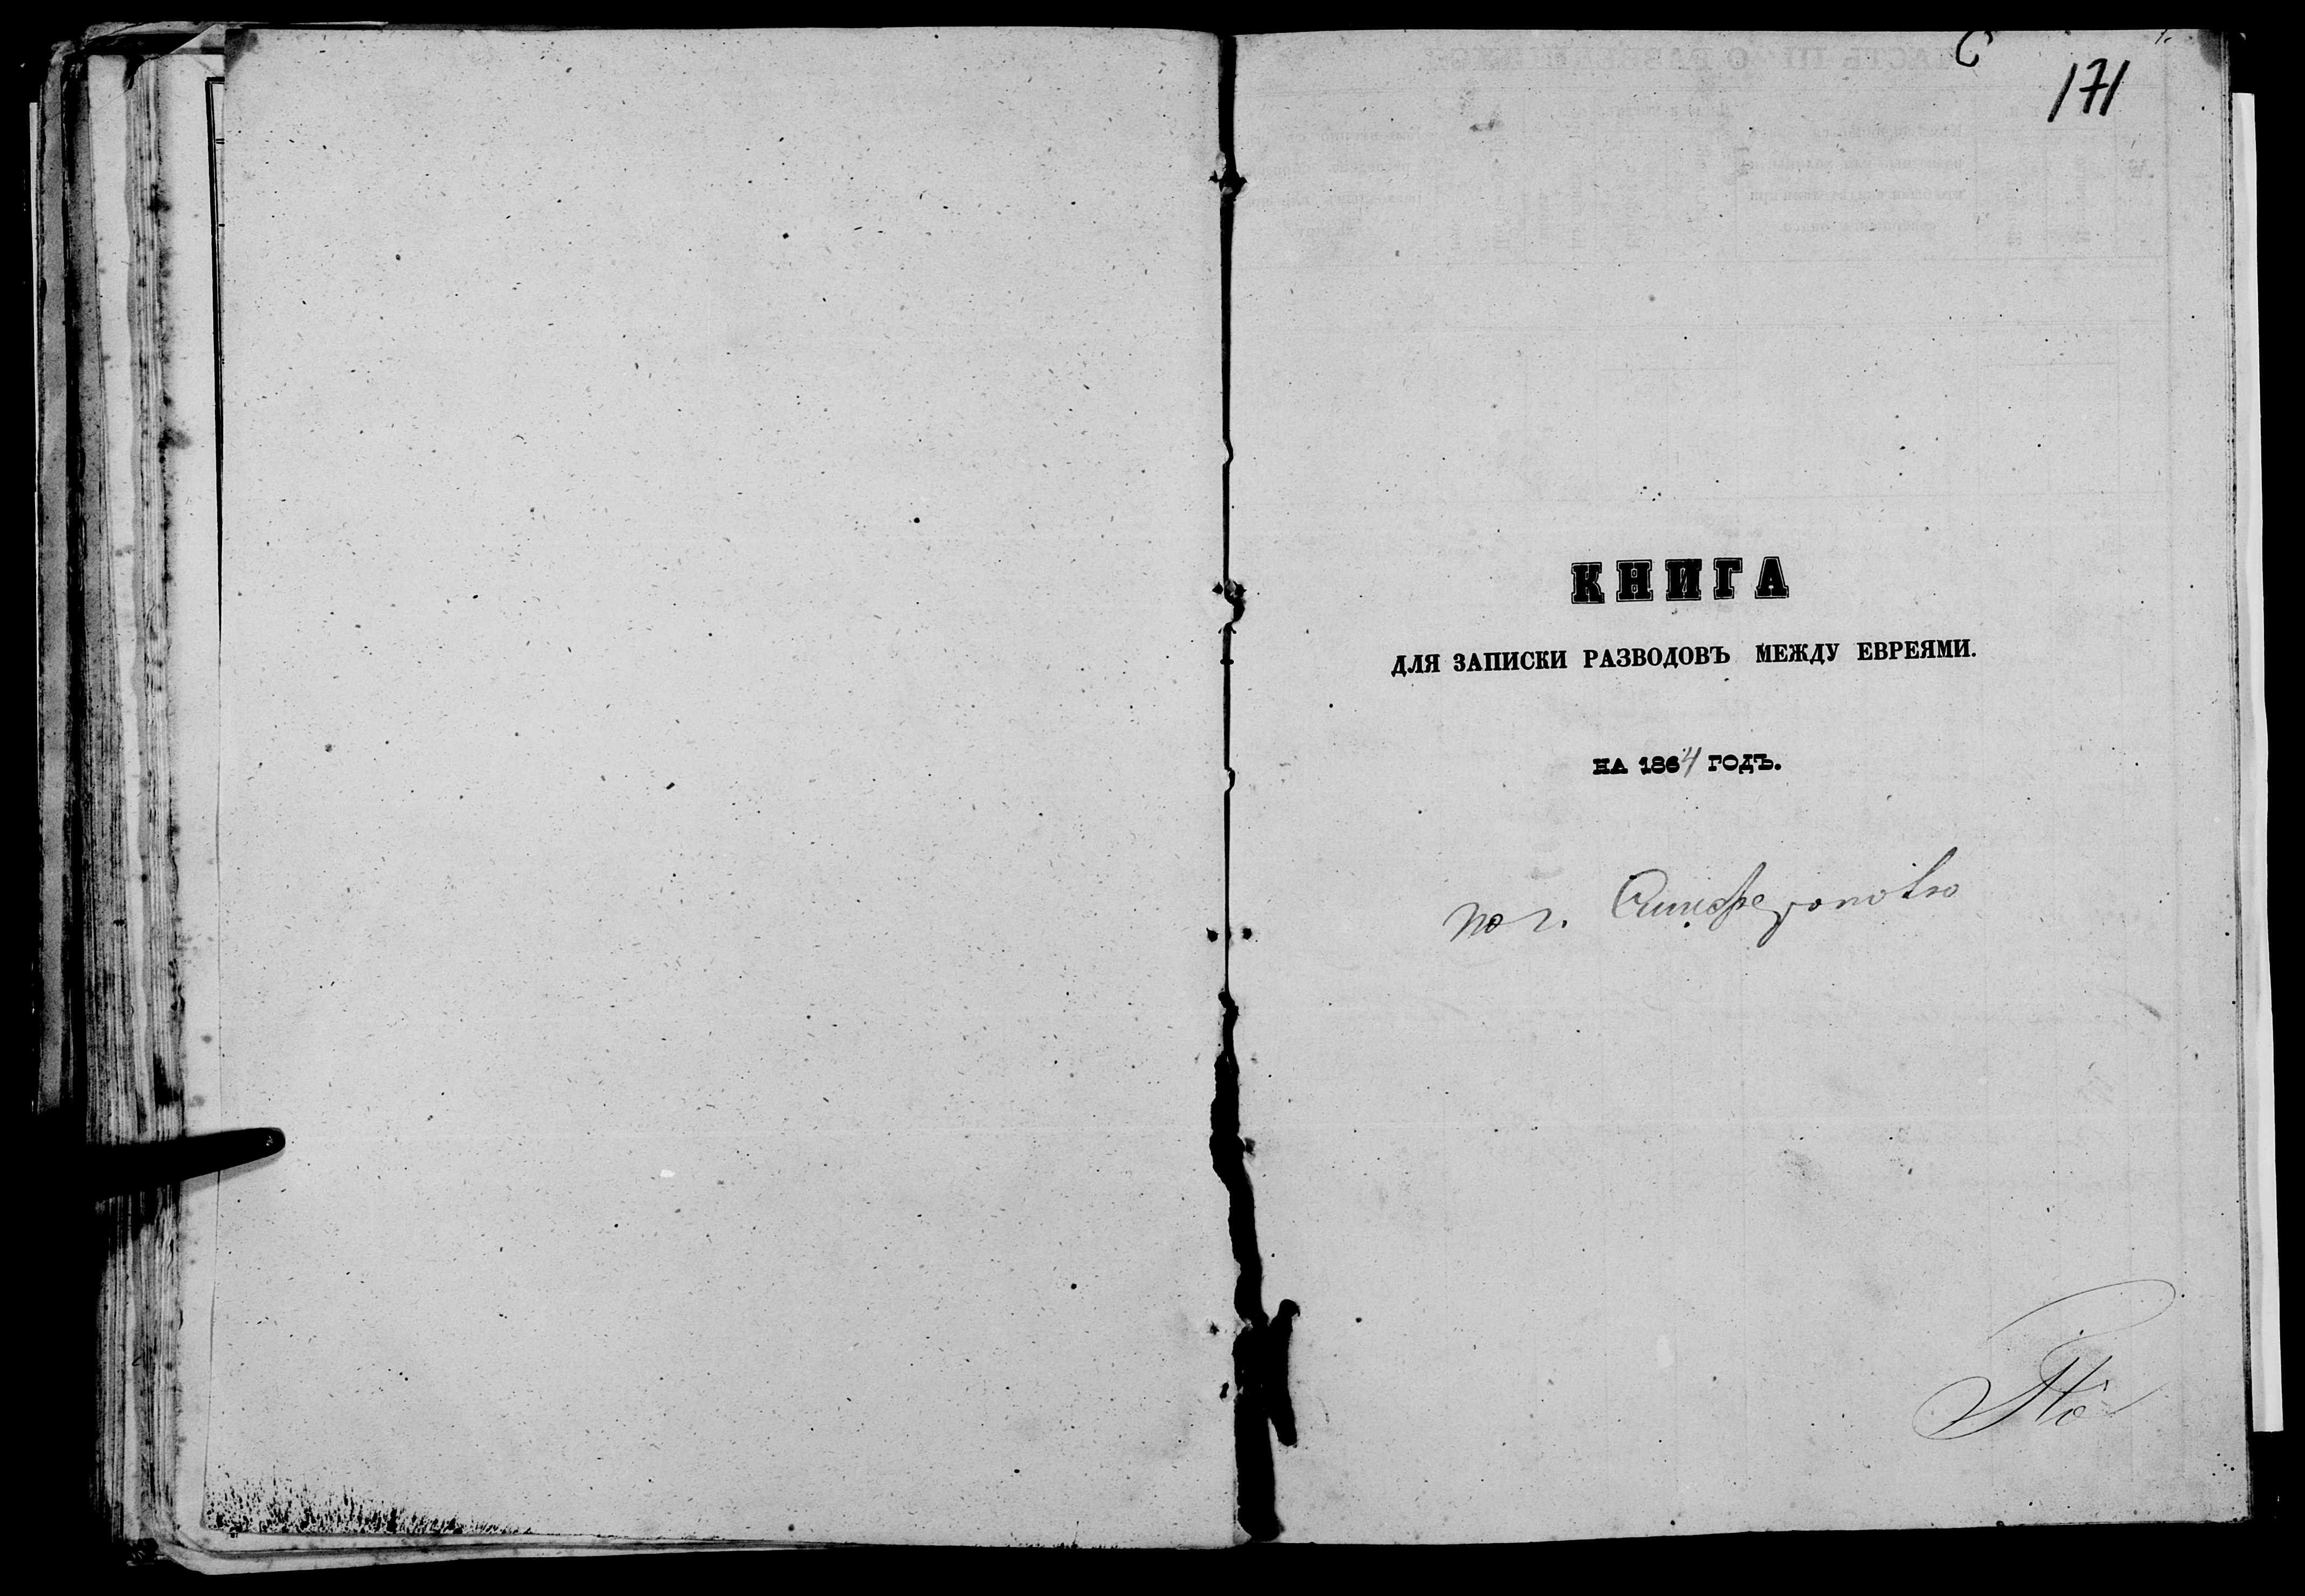 171
КНИГА
ДЛЯ ЗАПИСКИ РАЗВОДОВЪ МЕЖДУ ЕВРЕЯМИ.
НА 1864 ГОДЪ.
по г. Симферополю